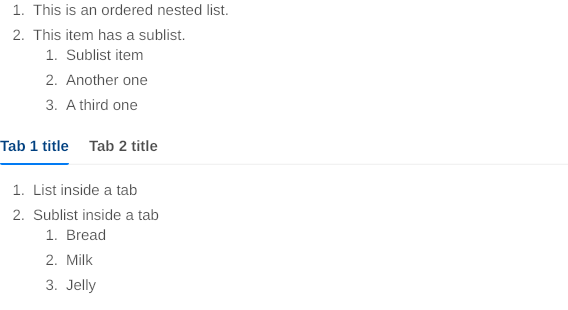 1. This is an ordered nested list.
2. This item has a sublist.
1. Sublist item
2. Another one
3. A third one
Tab 1 title Tab 2 title
1. List inside a tab
2. Sublist inside a tab
1. Bread
2. Milk
3. Jelly